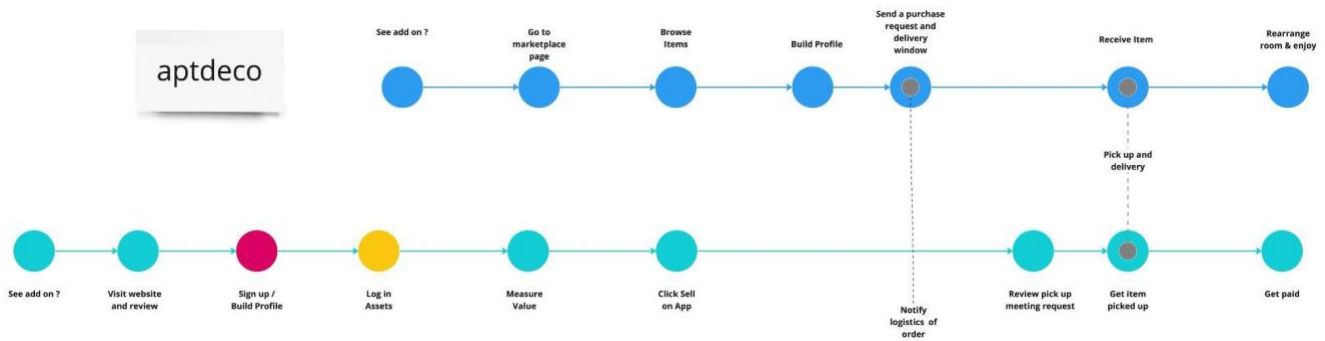 aptdeco
See add on ?
Go to
marketplace
page
Browse
Items
Build Profile
Send a purchase
request and
delivery
window
Receive Item
Rearrange
room & enjoy
Pick up and
delivery
See add on ?
Visit website
and review
Sign up /
Build Profile
Log in
Assets
Measure
Value
Click Sell
on App
Notify
logistics of
order
Review pick up
meeting request
Get item
picked up
Get paid